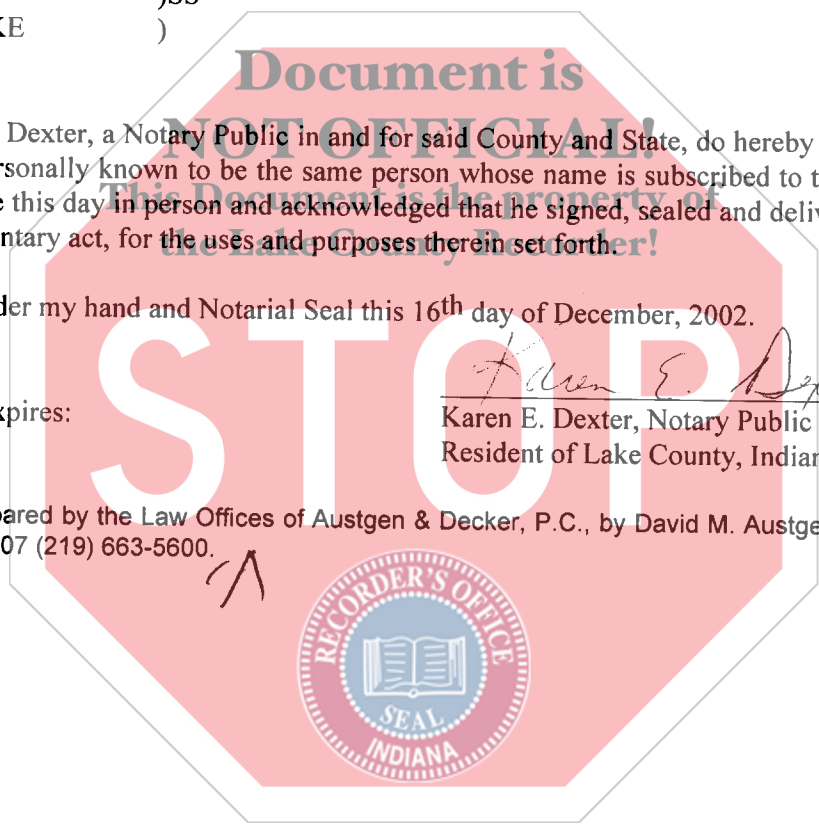 )SS
KE )
Document is
Dexter, a Notary Public in and for said County and State, do hereby
NOT OFFICIAL!
rsonally known to be the same person whose name is subscribed to t
This Document is the property of
e this day in person and acknowledged that he signed, sealed and deliv
the Lake County Recorder!
ntary act, for the uses and purposes therein set forth.
der my hand and Notarial Seal this 16th day of December, 2002.
STOP
Karen E. Dex
xpires:
Karen E. Dexter, Notary Public
Resident of Lake County, Indian
pared by the Law Offices of Austgen & Decker, P.C., by David M. Austge
07 (219) 663-5600.
RECORDER'S OFFICE
SEAL
INDIANA